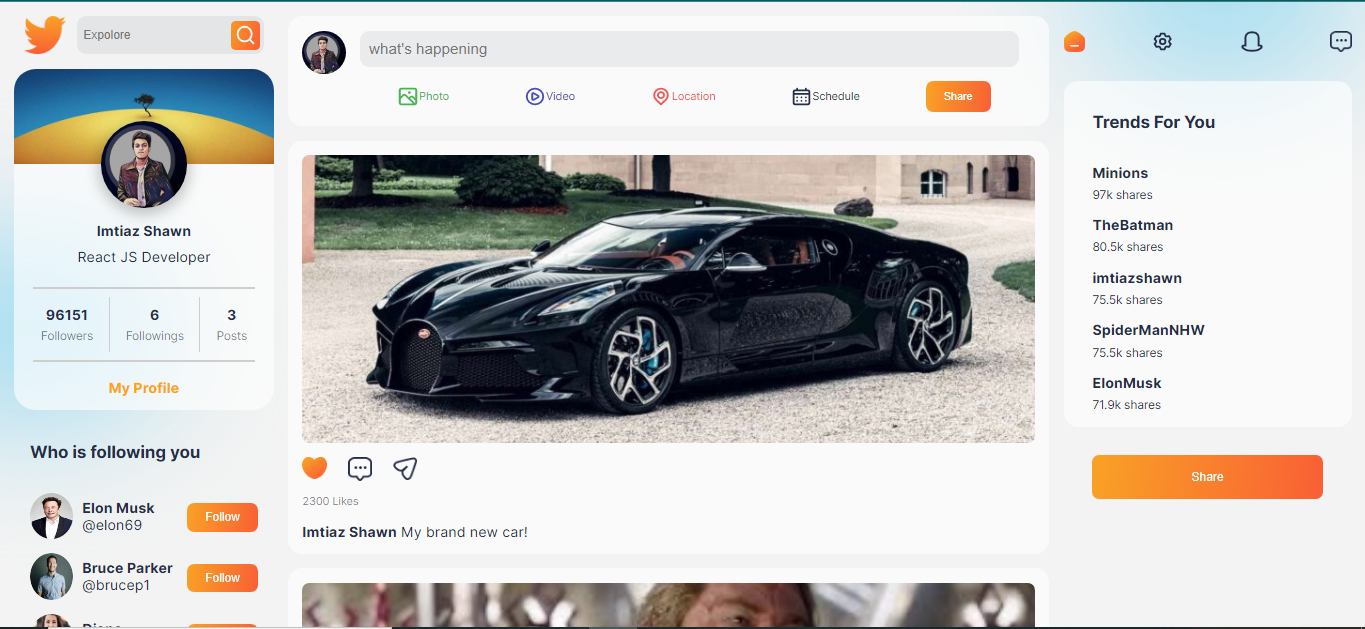 Expolore
Imtiaz Shawn
React JS Developer
96151
Followers
6
Followings
3
Posts
My Profile
Who is following you
Elon Musk
@elon69
Follow
Bruce Parker
@brucep1
Follow
what's happening
Photo
Video
Location
Schedule
Share
2300 Likes
Imtiaz Shawn My brand new car!
Trends For You
Minions
97k shares
TheBatman
80.5k shares
imtiazshawn
75.5k shares
SpiderManNHW
75.5k shares
ElonMusk
71.9k shares
Share